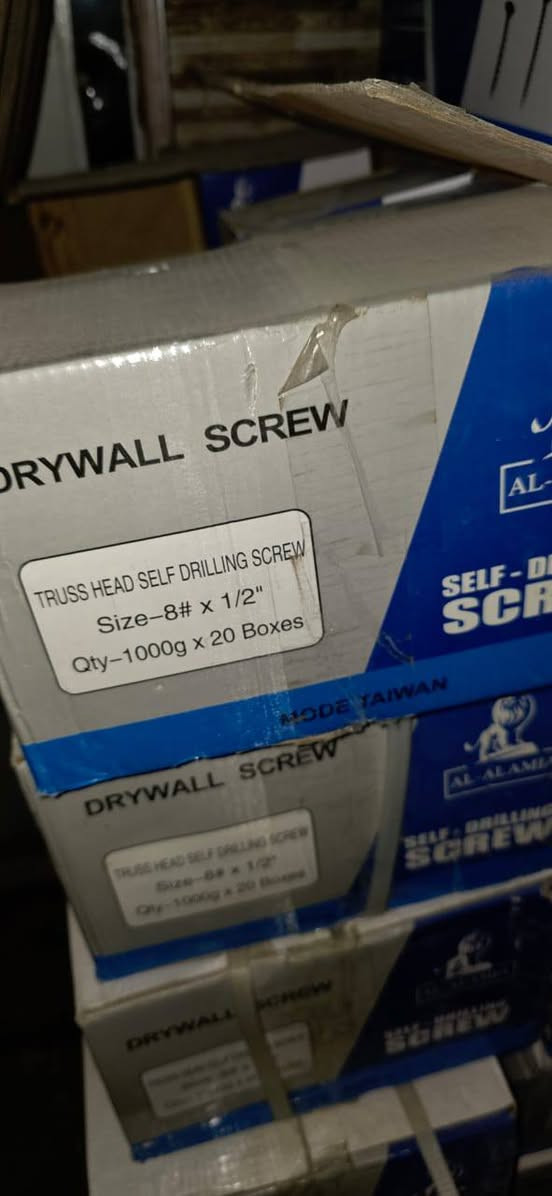 DRYWALL SCREW
TRUSS HEAD SELF DRILLING SCREW
Size-8# x 1/2"
Qty-1000g x 20 Boxes
AL-
SELF - D
SCR
MODE TAIWAN
DRYWALL SCREW
TRUSS HEAD SELF DRILLING SCREW
Size-8# x 1/2"
Qty-1000g x 20 Boxes
AL-ALAMI
SELF - DRILLING
SCREW
DRYWALL SCREW
SELF - DRILLING
SCREW